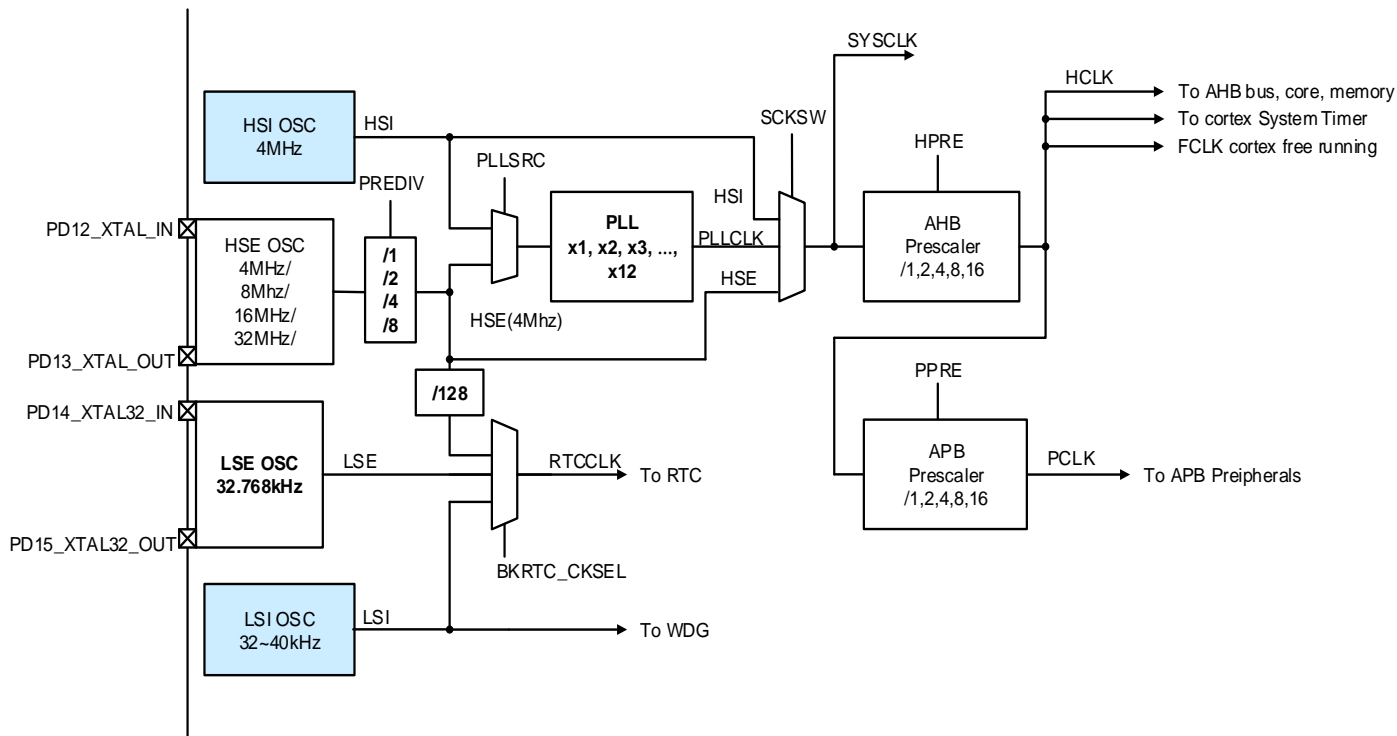 SYSCLK
HCLK
To AHB bus, core, memory
To cortex System Timer
FCLK cortex free running
HSI OSC
4MHz
HSI
SCKSW
HPRE
PLLSRC
PREDIV
PD12_XTAL_IN
HSE OSC
4MHz/
8Mhz/
16MHz/
32MHz/
/1
/2
/4
/8
PLL
x1, x2, x3, ...,
x12
HSI
PLLCLK
HSE
AHB
Prescaler
/1,2,4,8,16
HSE(4Mhz)
PD13_XTAL_OUT
/128
PPRE
PD14_XTAL32_IN
LSE OSC
32.768kHz
LSE
RTCCLK
To RTC
APB
Prescaler
/1,2,4,8,16
PCLK
To APB Preipherals
PD15_XTAL32_OUT
BKRTC_CKSEL
LSI OSC
32~40kHz
LSI
To WDG